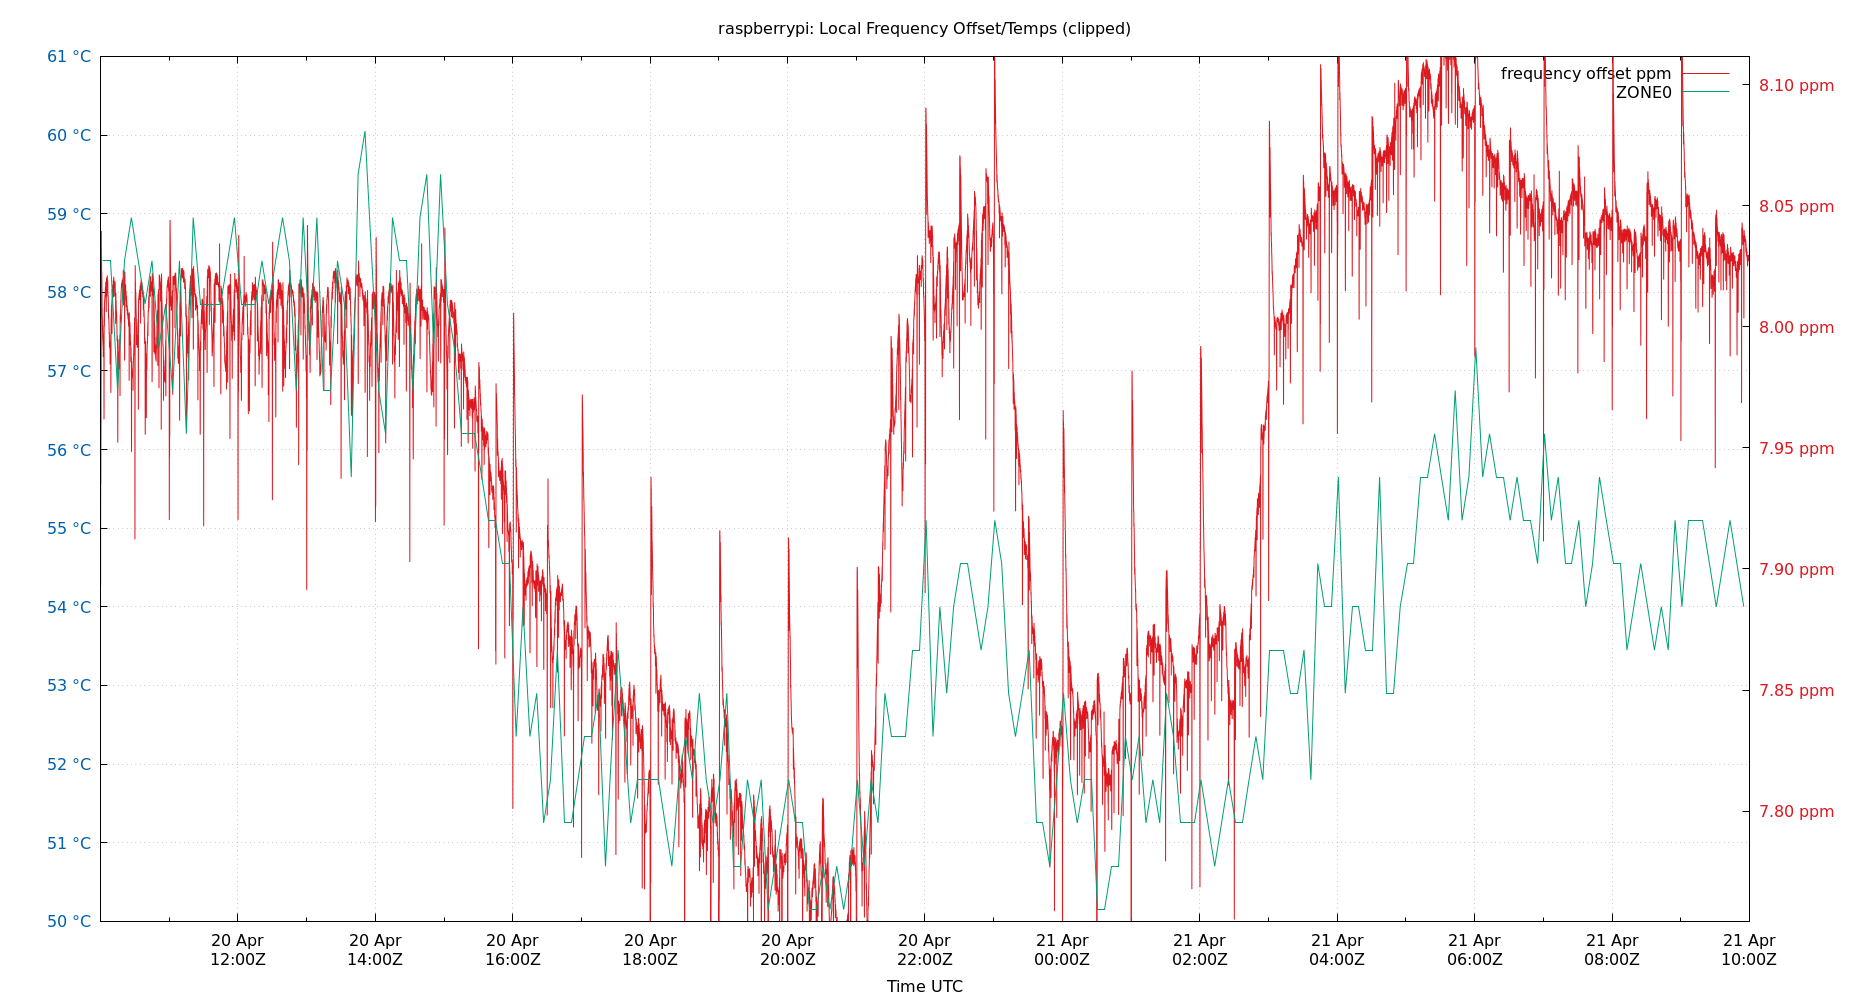 raspberrypi: Local Frequency Offset/Temps (clipped)
61 °C
60 °C
59 °C
58 °C
57 °C
56 °C
55 °C
54 °C
53 °C
52 °C
51 °C
50 °C
frequency offset ppm
ZONE0
8.10 ppm
8.05 ppm
8.00 ppm
7.95 ppm
7.90 ppm
7.85 ppm
7.80 ppm
20 Apr
12:00Z
20 Apr
14:00Z
20 Apr
16:00Z
20 Apr
18:00Z
20 Apr
20:00Z
20 Apr
22:00Z
21 Apr
00:00Z
21 Apr
02:00Z
21 Apr
04:00Z
21 Apr
06:00Z
21 Apr
08:00Z
21 Apr
10:00Z
Time UTC